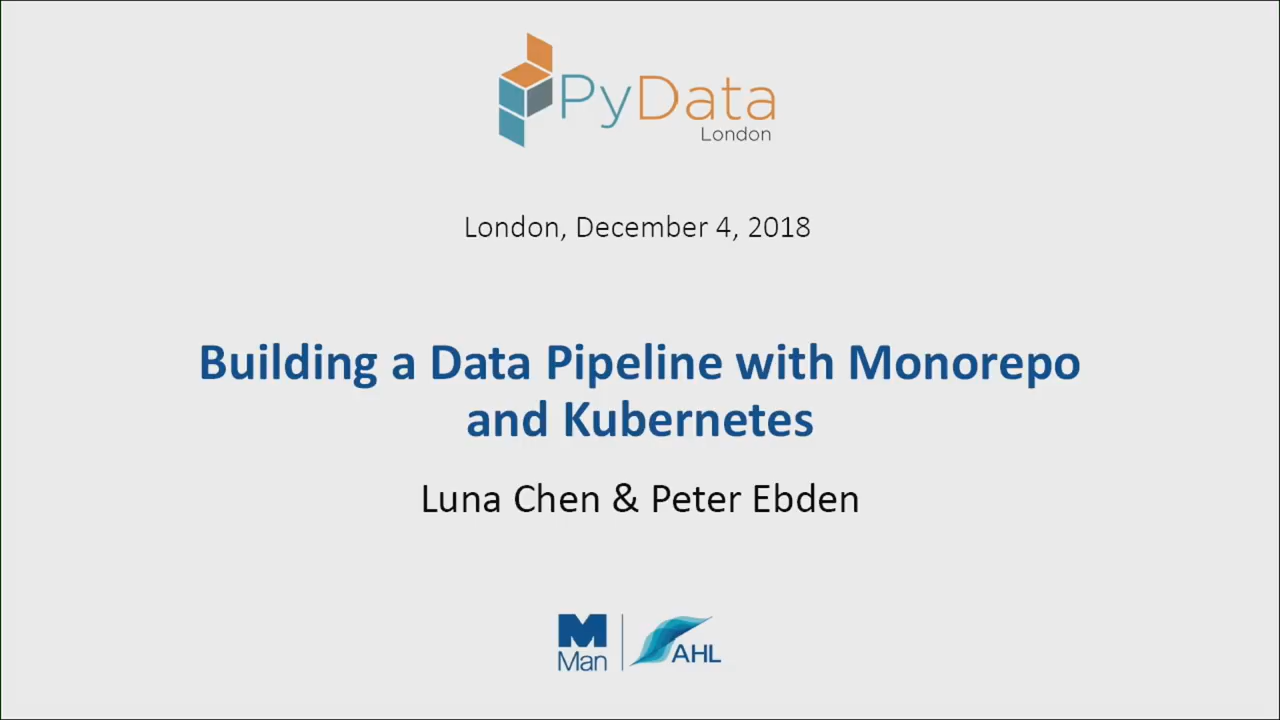 PyData
London
London, December 4, 2018
Building a Data Pipeline with Monorepo
and Kubernetes
Luna Chen & Peter Ebden
Man
AHL